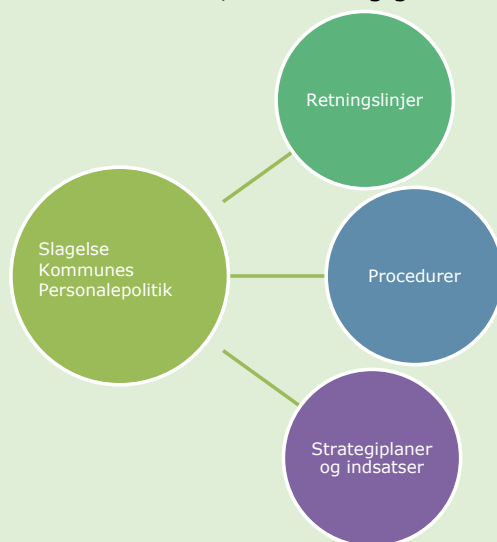 Retningslinjer
Slagelse
Kommunes
Personalepolitik
Procedurer
Strategiplaner
og indsatser